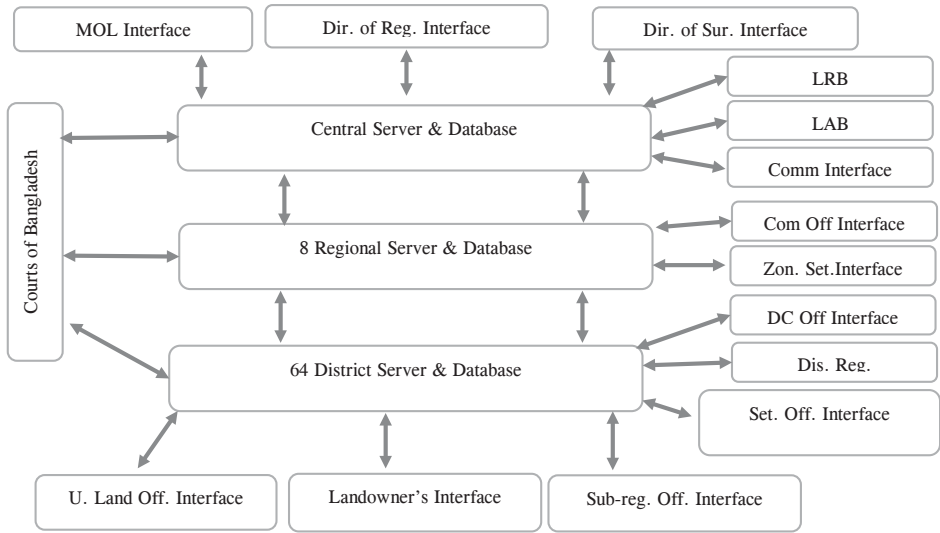 MOL Interface
Dir. of Reg. Interface
Dir. of Sur. Interface
LRB
LAB
Comm Interface
Central Server & Database
Courts of Bangladesh
8 Regional Server & Database
Com Off Interface
Zon. Set.Interface
64 District Server & Database
DC Off Interface
Dis. Reg.
Set. Off. Interface
U. Land Off. Interface
Landowner's Interface
Sub-reg. Off. Interface